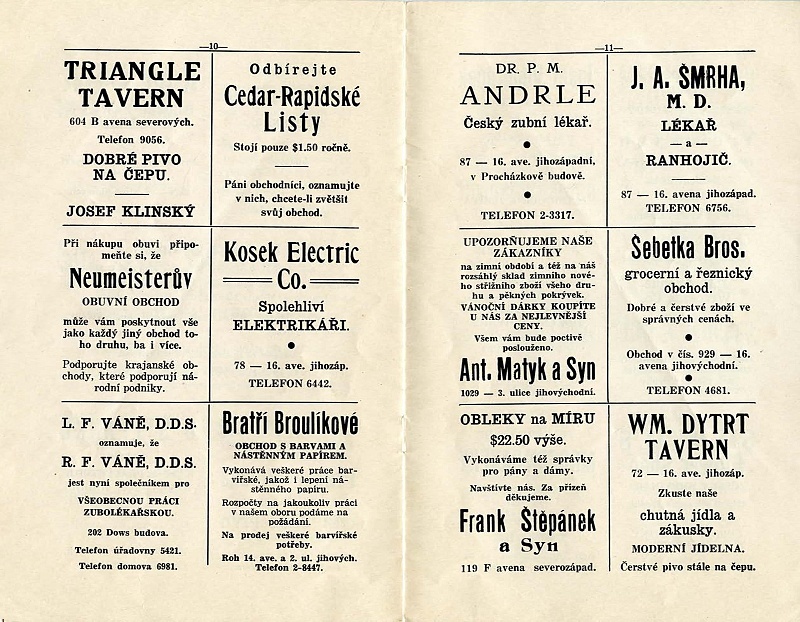 —10—
TRIANGLE
TAVERN
604 B avena severových.
Telefon 9056.
DOBRÉ PIVO
NA ČEPU.
JOSEF KLINSKÝ
Odbírejte
Cedar-Rapidské
Listy
Stojí pouze $1.50 ročně.
Páni obchodníci, oznamujte
v nich, chcete-li zvětšit
svůj obchod.
Při nákupu obuvi připo-
meňte si, že
Neumeisterův
OBUVNÍ OBCHOD
může vám poskytnout vše
jako každý jiný obchod to-
ho druhu, ba i více.
Podporujte krajanské ob-
chody, které podporují ná-
rodní podniky.
Kosek Electric
Co.
Spolehliví
ELEKTRIKÁŘI.
78 — 16. ave. jihozáp.
TELEFON 6442.
L. F. VÁNĚ, D.D.S.
oznamuje, že
R. F. VÁNĚ, D.D.S.
jest nyní společníkem pro
VŠEOBECNOU PRÁCI
ZUBOLÉKAŘSKOU.
202 Dows budova.
Telefon úřadovny 5421.
Telefon domova 6981.
Bratří Broulíkové
OBCHOD S BARVAMI A
NÁSTĚNNÝM PAPÍREM.
Vykonává veškeré práce bar-
vířské, jakož i lepení ná-
stěnného papíru.
Rozpočty na jakoukoliv práci
v našem oboru podáme na
požádání.
Na prodej veškeré barvířské
potřeby.
Roh 14. ave. a 2. ul. jihových.
Telefon 2-8447.
—11—
DR. P. M.
ANDRLE
Český zubní lékař.
87 — 16. ave. jihozápadní.
v Procházkově budově.
TELEFON 2-3317.
J. A. ŠMRHA,
M. D.
LÉKAŘ
— a —
RANHOJIČ.
87 — 16. avena jihozápad.
TELEFON 6756.
UPOZORŇUJEME NAŠE
ZÁKAZNÍKY
na zimní období a též na náš
rozsáhlý sklad zimního nové-
ho střižního zboží všeho dru-
hu a pěkných pokrývek.
VÁNOČNÍ DÁRKY KOUPÍTE
U NÁS ZA NEJLEVNĚJŠÍ
CENY.
Všem vám bude poctivě
poslouženo.
Ant. Matyk a Syn
1029 — 3. ulice jihovýchodní.
Šebetka Bros.
grocerní a řeznický
obchod.
Dobré a čerstvé zboží ve
správných cenách.
Obchod v čís. 929 — 16.
avena jihovýchodní.
TELEFON 4681.
OBLEKY na MÍRU
$22.50 výše.
Vykonáváme též správky
pro pány a dámy.
Navštivte nás. Za přízeň
děkujeme.
Frank Štěpánek
a Syn
119 F avena severozápad.
WM. DYTRT
TAVERN
72 — 16. ave. jihozáp.
Zkuste naše
chutná jídla a
zákusky.
MODERNÍ JÍDELNA.
Čerstvé pivo stále na čepu.